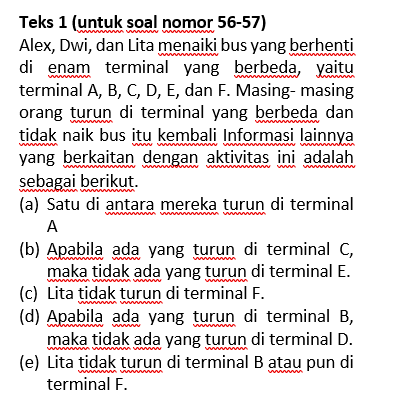 Teks 1 (untuk soal nomor 56-57)
Alex, Dwi, dan Lita menaiki bus yang berhenti
di enam terminal yang berbeda, yaitu
terminal A, B, C, D, E, dan F. Masing- masing
orang turun di terminal yang berbeda dan
tidak naik bus itu kembali Informasi lainnya
yang berkaitan dengan aktivitas ini adalah
sebagai berikut.
(a) Satu di antara mereka turun di terminal
A
(b) Apabila ada yang turun di terminal C,
maka tidak ada yang turun di terminal E.
(c) Lita tidak turun di terminal F.
(d) Apabila ada yang turun di terminal B,
maka tidak ada yang turun di terminal D.
(e) Lita tidak turun di terminal B atau pun di
terminal F.